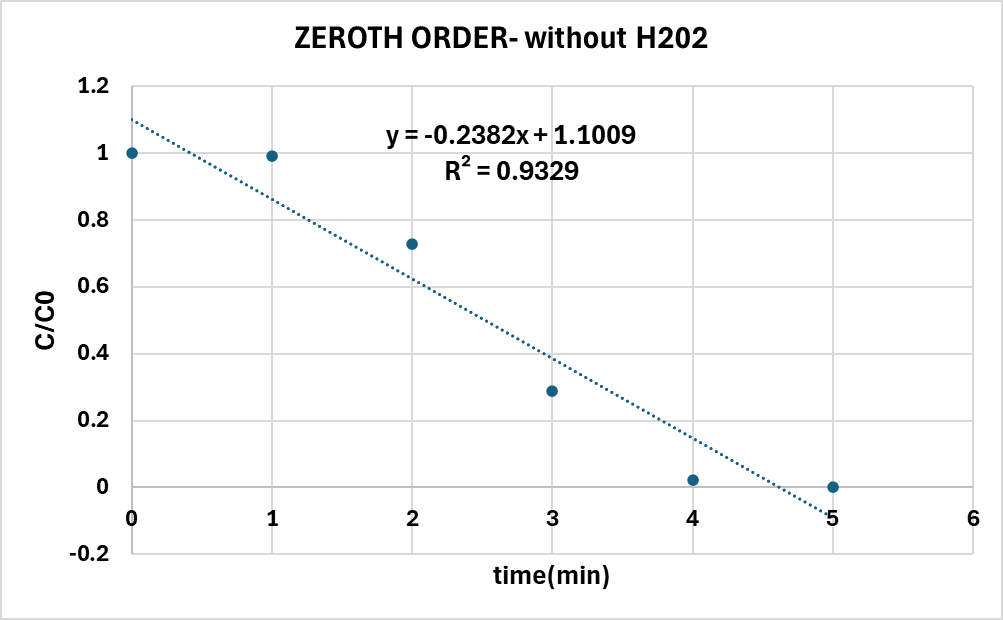 ZEROTH ORDER- without H202
1.2
y = -0.2382x + 1.1009
1
R² = 0.9329
0.8
0.6
C/C0
0.4
0.2
0
0 1 2 3 4 5 6
-0.2
time(min)